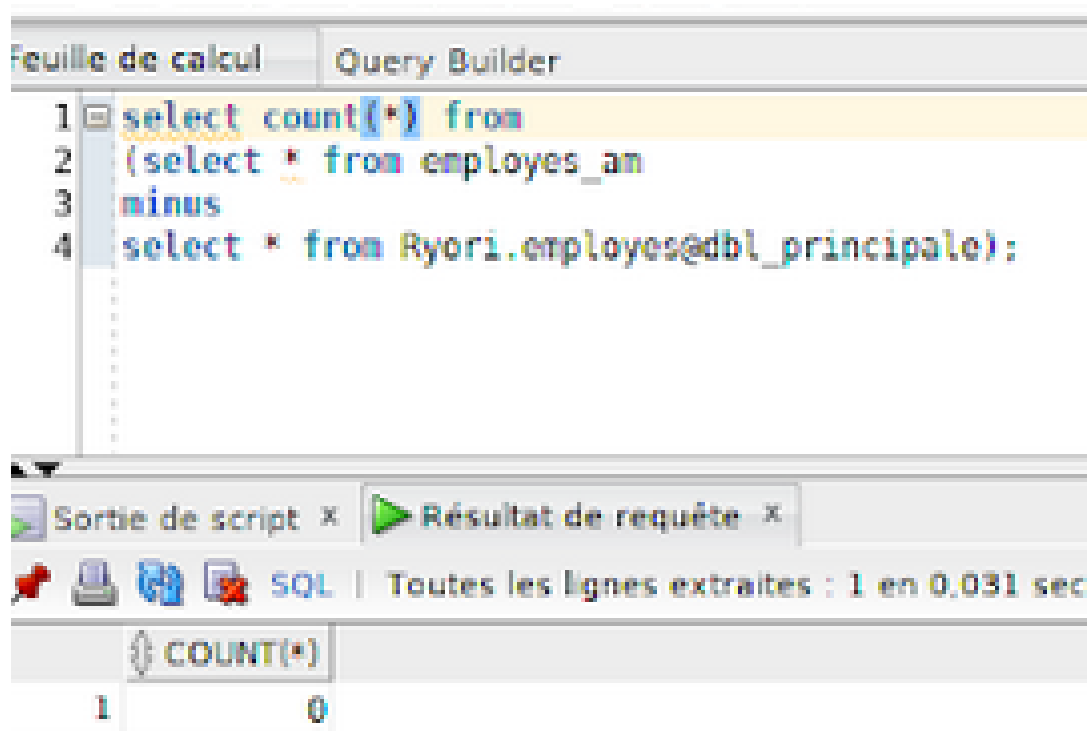 Feuille de calcul Query Builder
1 select count(*) from
2 (select * from employes_am
3 minus
4 select * from Ryori.employes@dbl_principale);
Sortie de script x Résultat de requête x
SQL | Toutes les lignes extraites : 1 en 0,031 sec
COUNT(*)
1 0